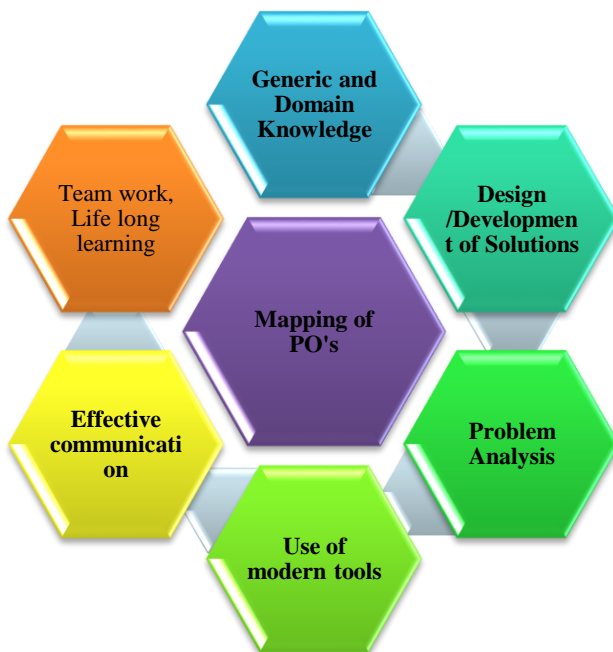 Generic and
Domain
Knowledge
Design
/Developmen
t of Solutions
Problem
Analysis
Use of
modern tools
Effective
communicati
on
Team work,
Life long
learning
Mapping of
PO's